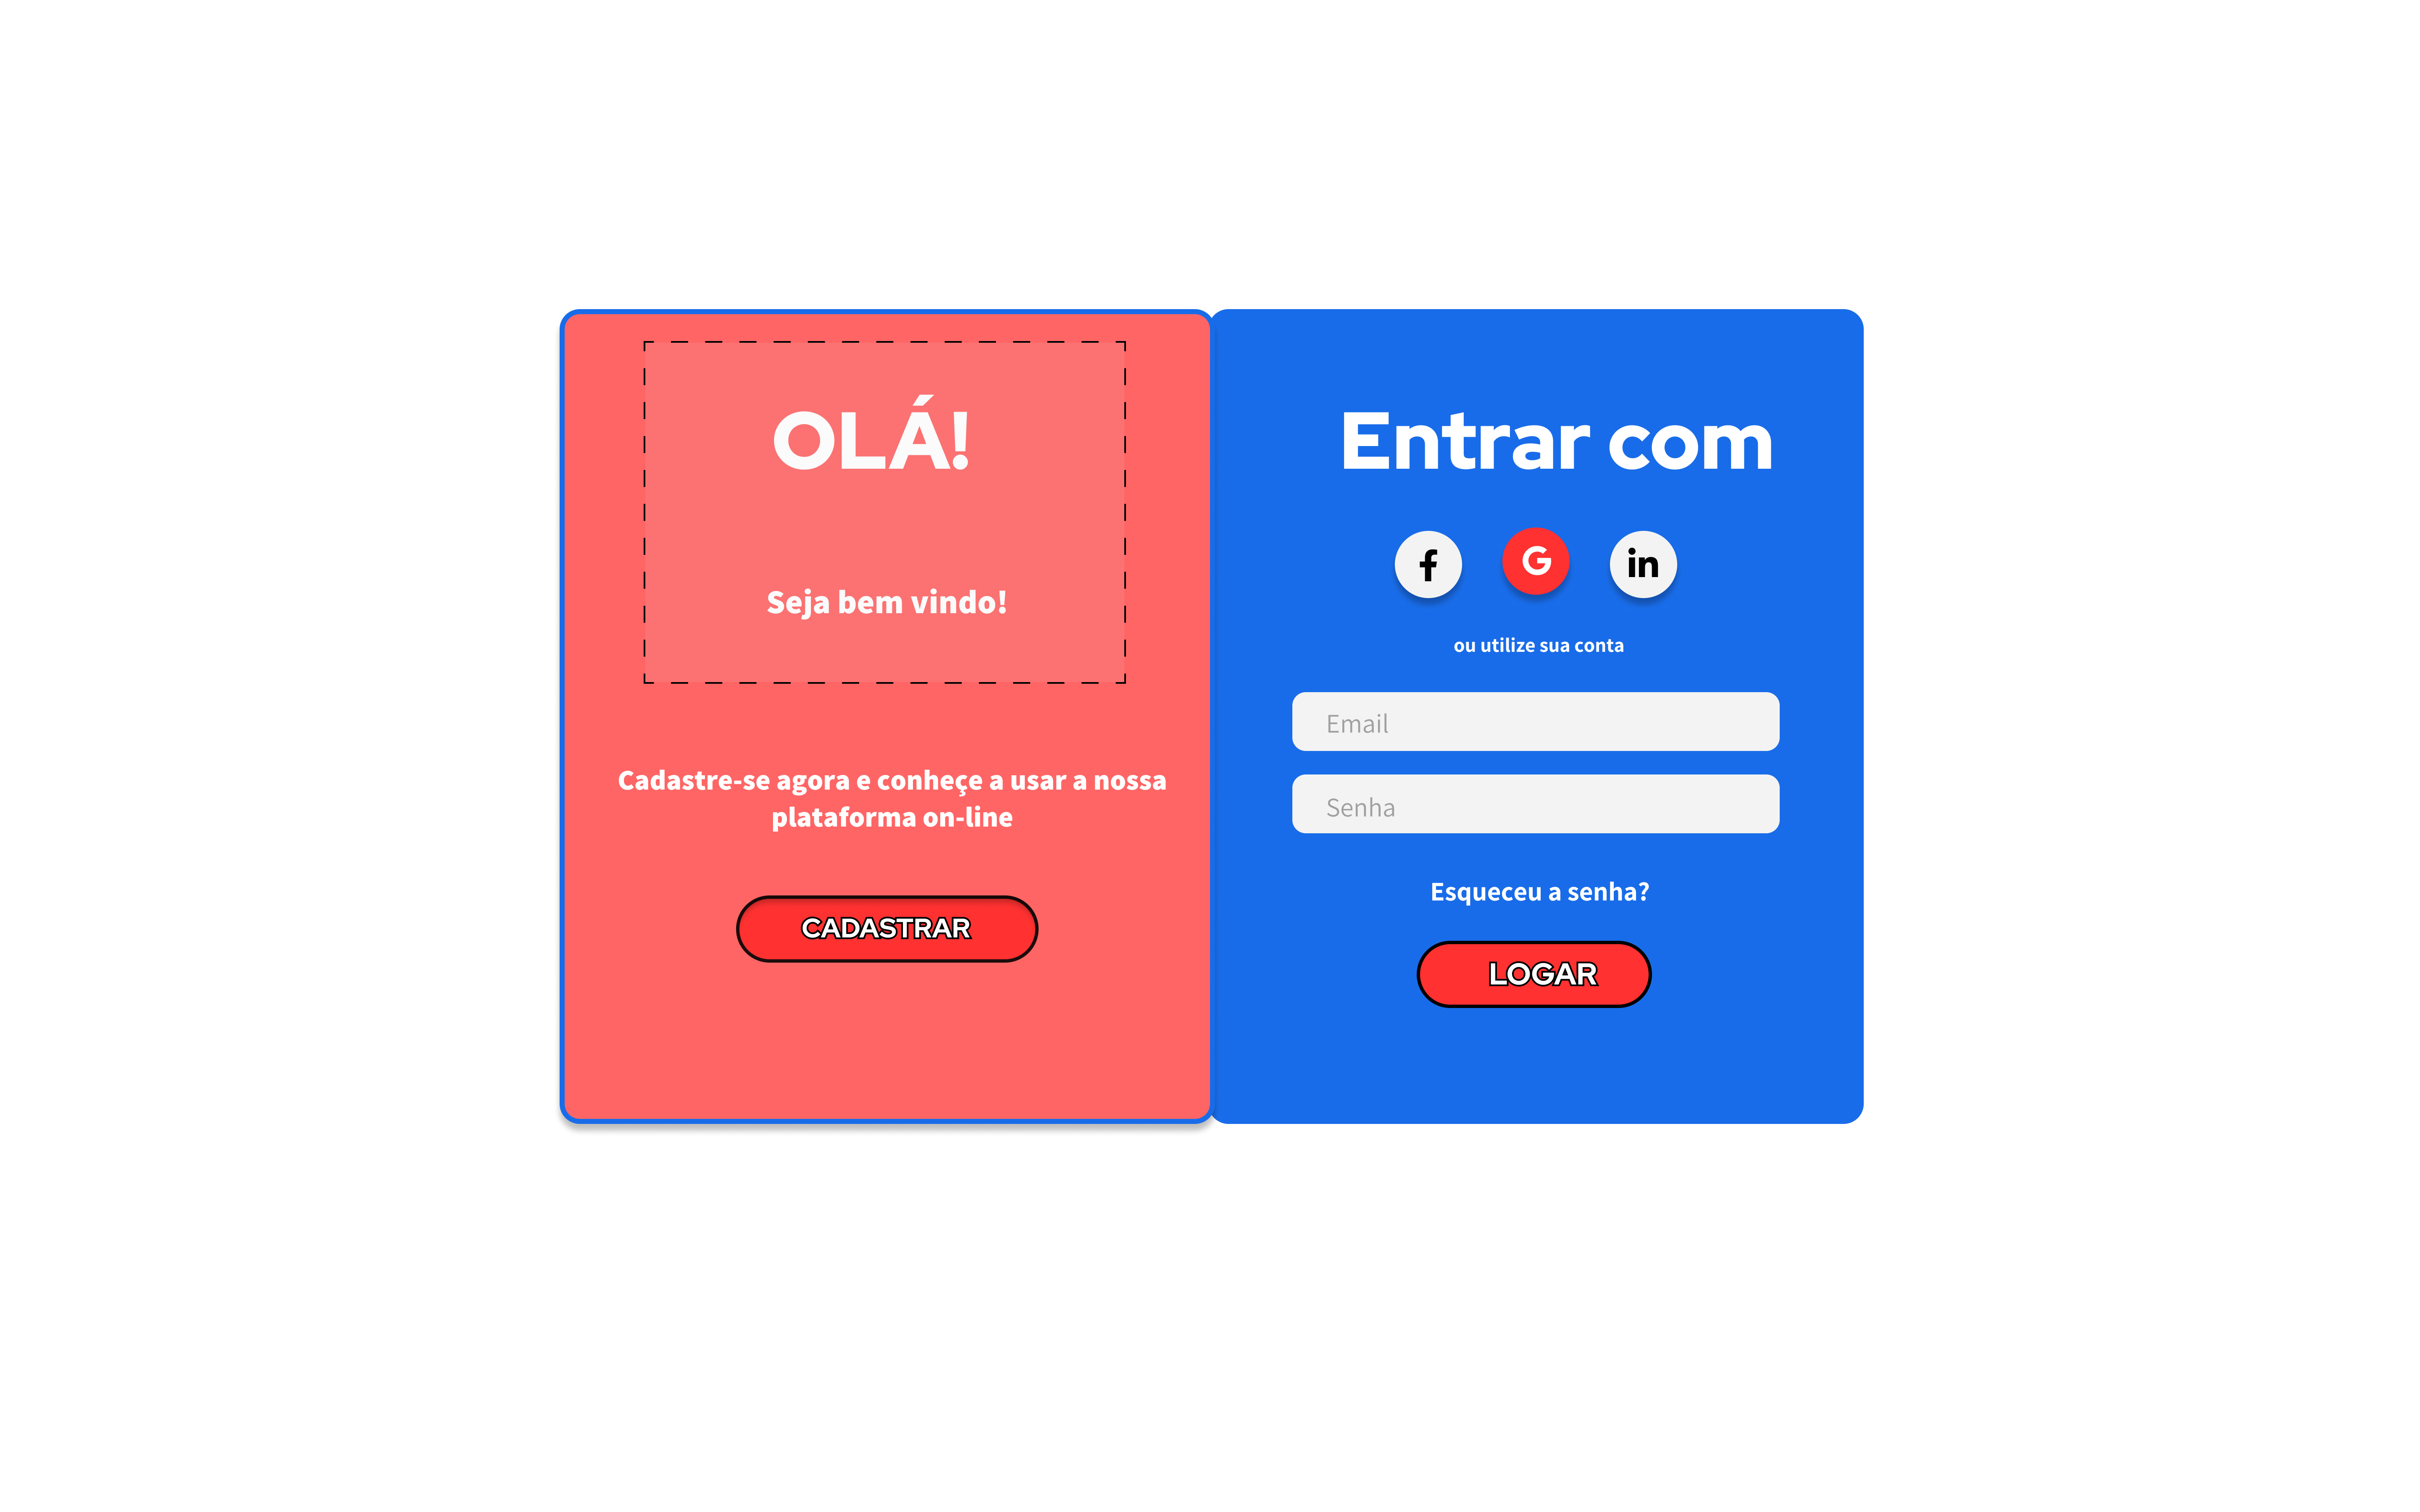 OLÁ!
Seja bem vindo!
Cadastre-se agora e conheçe a usar a nossa
plataforma on-line
CADASTRAR
Entrar com
f G in
ou utilize sua conta
Email
Senha
Esqueceu a senha?
LOGAR